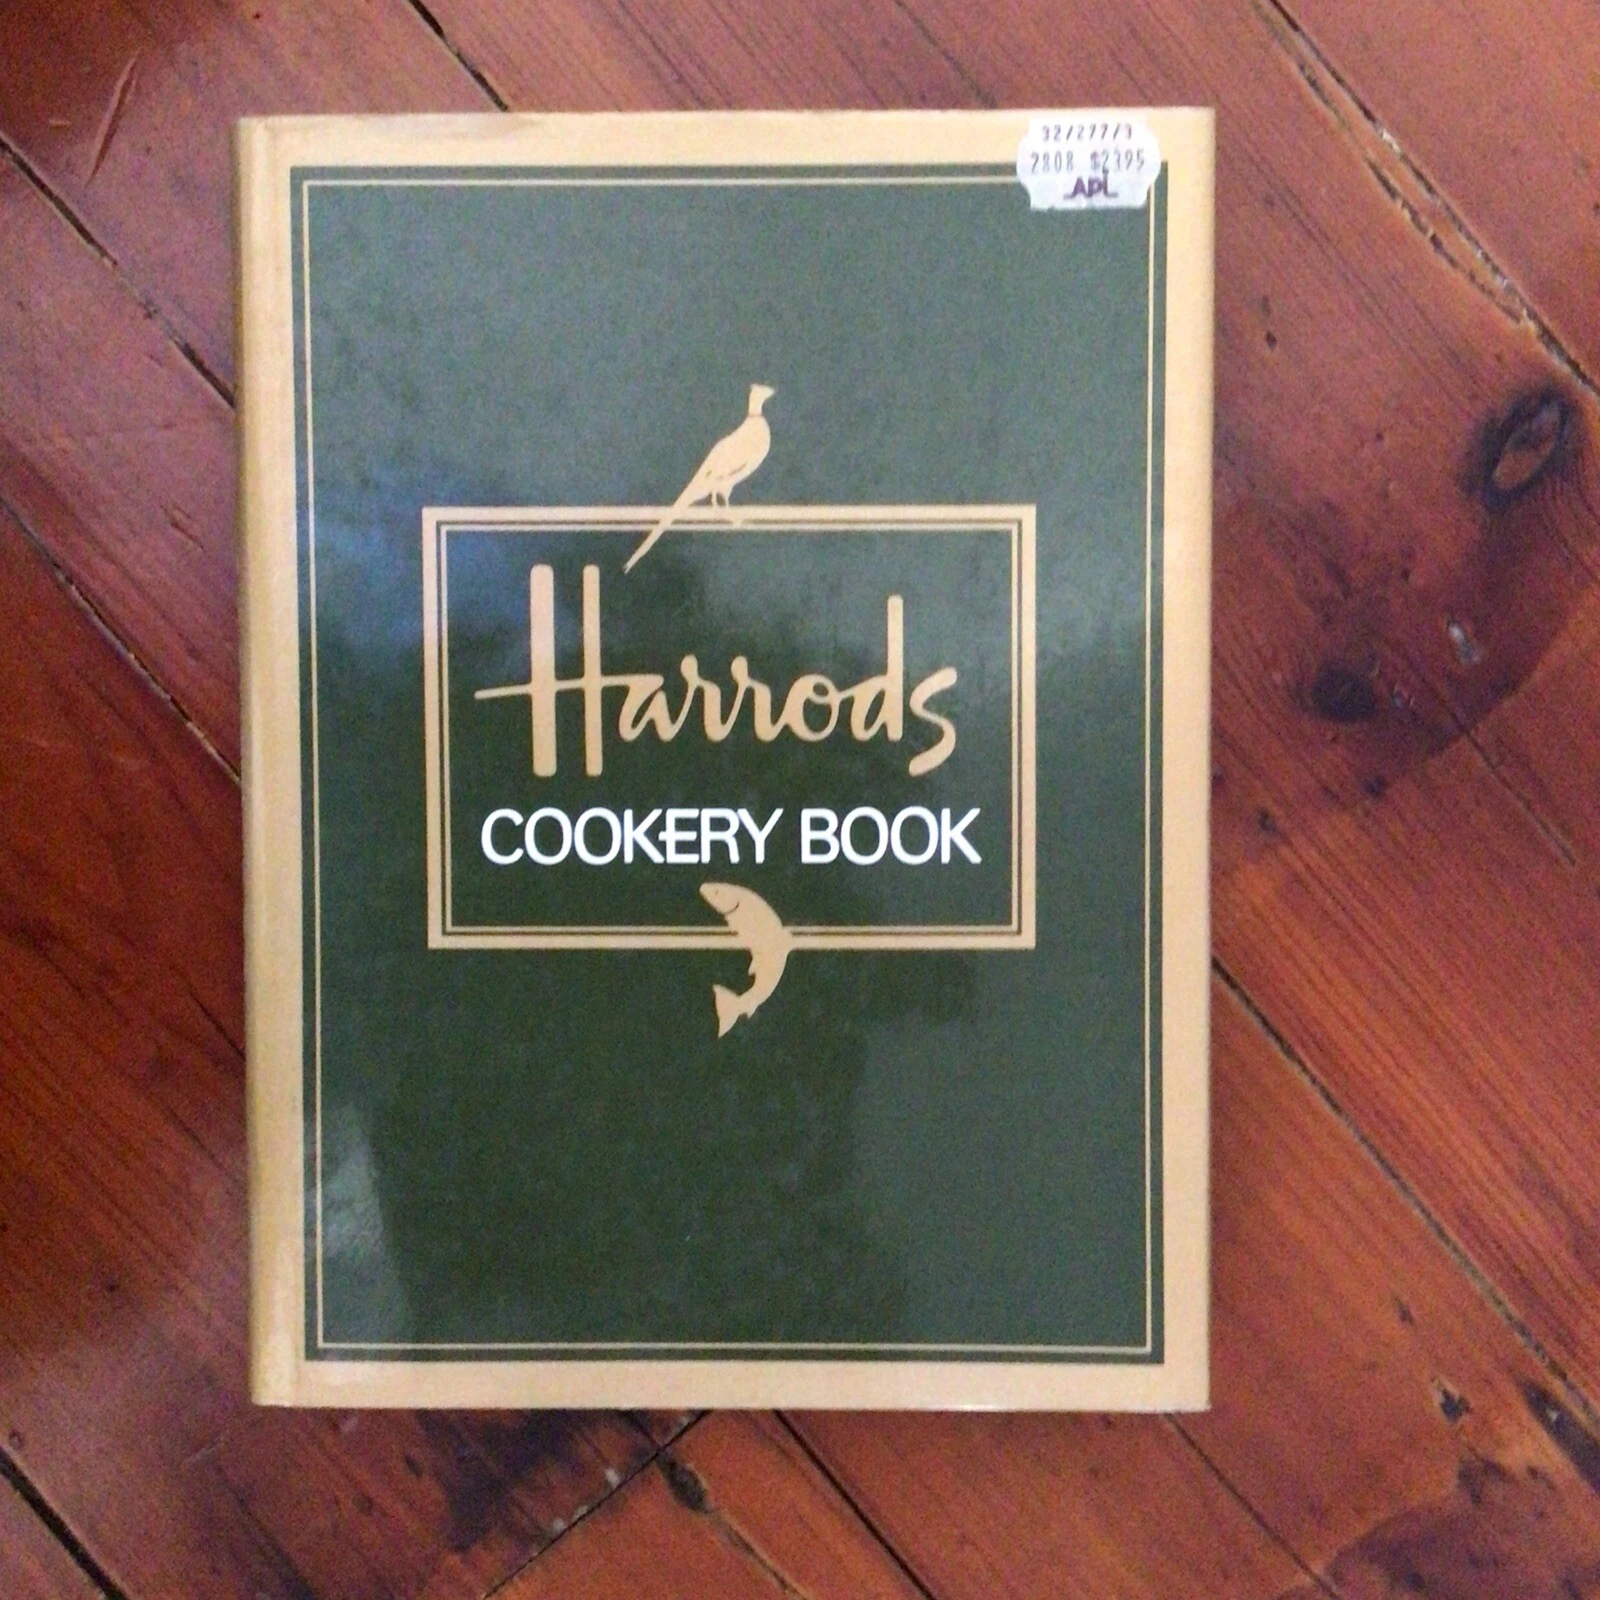 32/277/3
2808 $2395
APL
Harrods
COOKERY BOOK